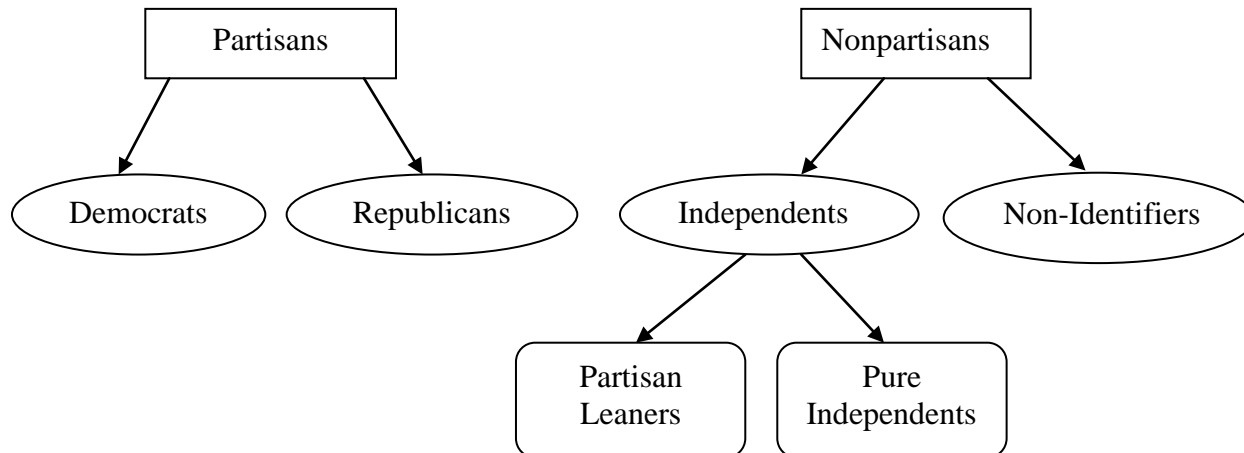 Partisans
Nonpartisans
Democrats
Republicans
Independents
Non-Identifiers
Partisan
Leaners
Pure
Independents